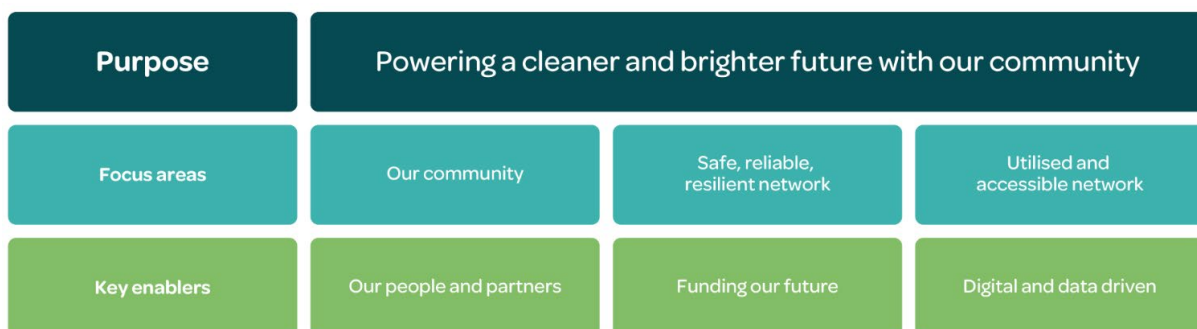 Purpose
Powering a cleaner and brighter future with our community
Focus areas
Our community
Safe, reliable,
resilient network
Utilised and
accessible network
Key enablers
Our people and partners
Funding our future
Digital and data driven